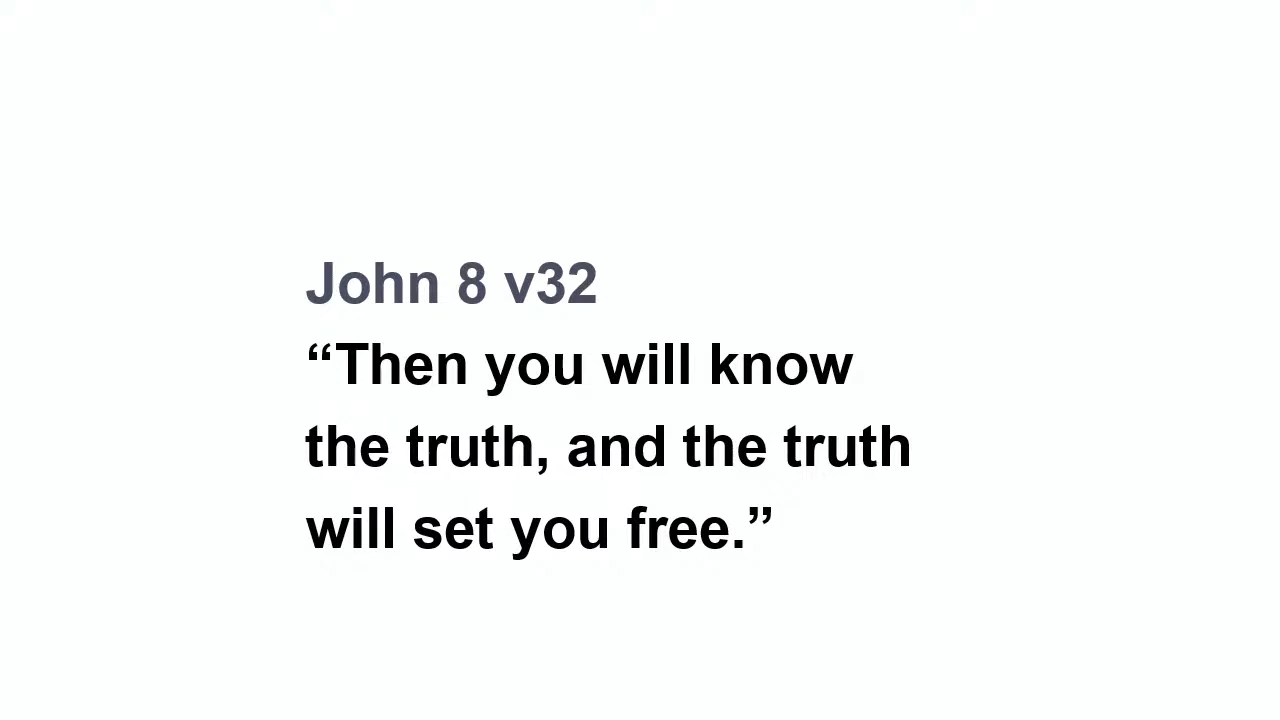 John 8 v32
“Then you will know
the truth, and the truth
will set you free.”